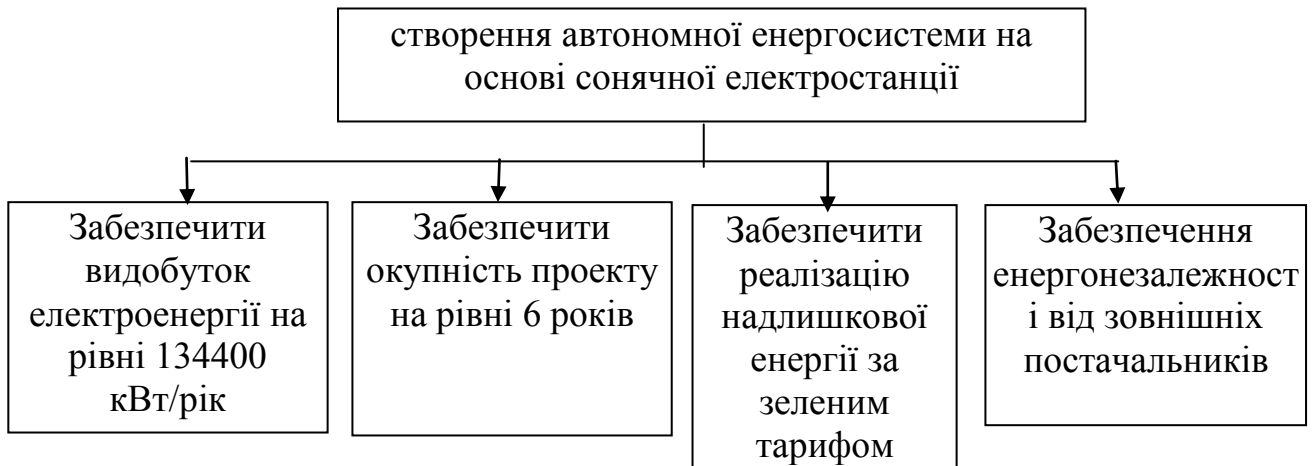 створення автономної енергосистеми на
основі сонячної електростанції
Забезпечити
видобуток
електроенергії на
рівні 134400
кВт/рік
Забезпечити
окупність проекту
на рівні 6 років
Забезпечити
реалізацію
надлишкової
енергії за
зеленим
тарифом
Забезпечення
енергонезалежност
і від зовнішніх
постачальників